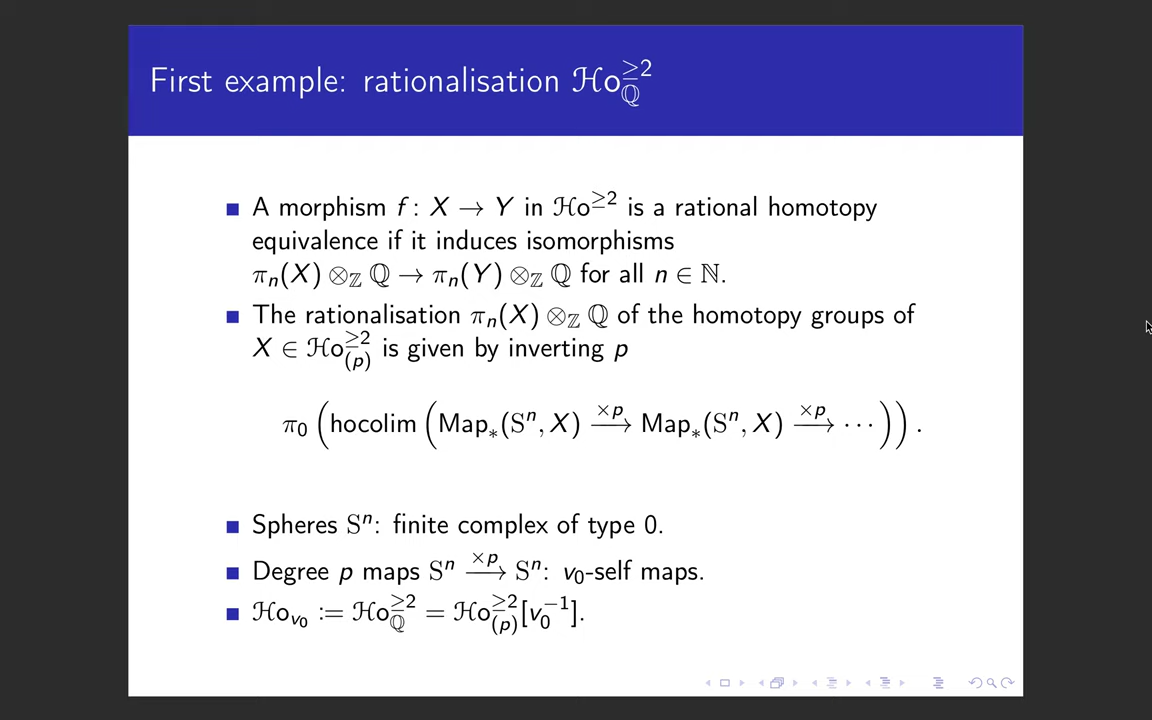 First example: rationalisation ℋo_ℚ^{≥2}
■ A morphism f : X → Y in ℋo^{≥2} is a rational homotopy
equivalence if it induces isomorphisms
π_n(X) ⊗_ℤ ℚ → π_n(Y) ⊗_ℤ ℚ for all n ∈ ℕ.
■ The rationalisation π_n(X) ⊗_ℤ ℚ of the homotopy groups of
X ∈ ℋo_{(p)}^{≥2} is given by inverting p
π_0 (hocolim (Map_*(S^n, X) \xrightarrow{×p} Map_*(S^n, X) \xrightarrow{×p} ⋯)) .
■ Spheres S^n: finite complex of type 0.
■ Degree p maps S^n \xrightarrow{×p} S^n: v_0-self maps.
■ ℋo_{v_0} := ℋo_ℚ^{≥2} = ℋo_{(p)}^{≥2}[v_0^{-1}].